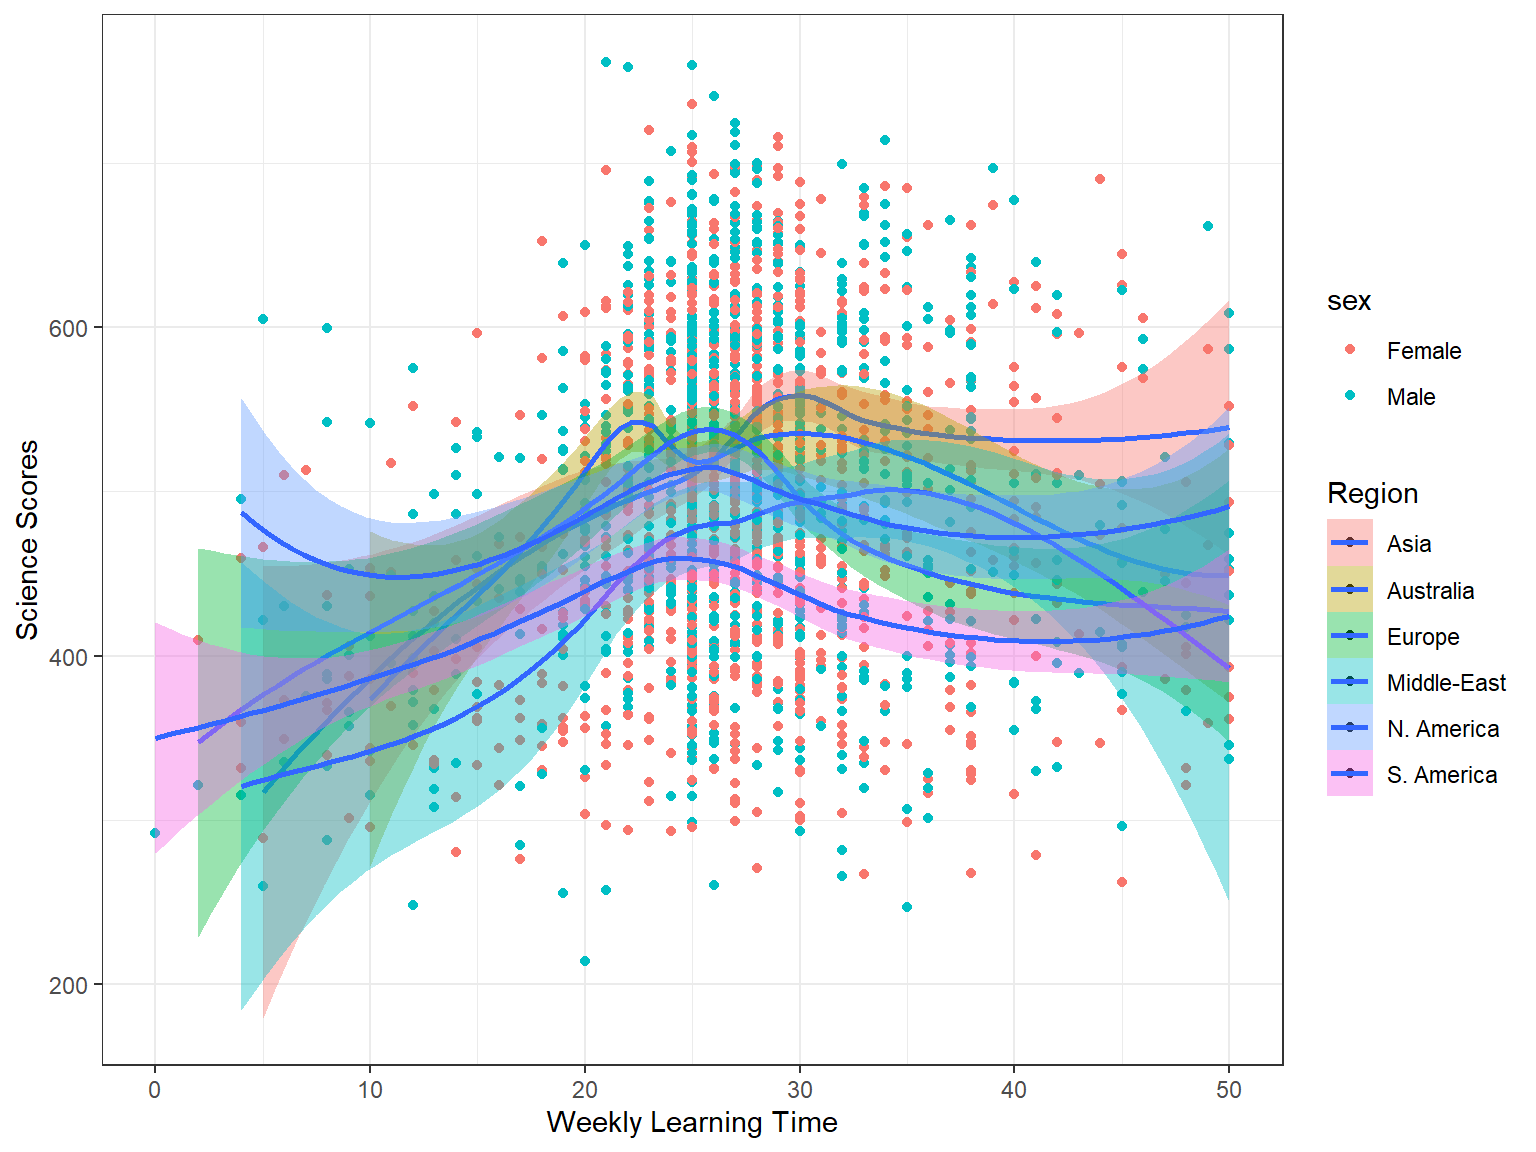 Science Scores
600
400
200
0 10 20 30 40 50
Weekly Learning Time
sex
Female
Male
Region
Asia
Australia
Europe
Middle-East
N. America
S. America